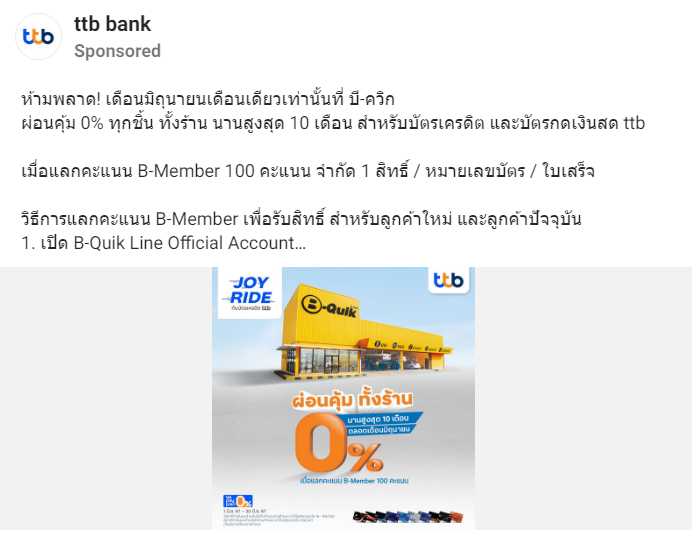 ttb
ttb bank
Sponsored
ห้ามพลาด! เดือนมิถุนายนเดือนเดียวเท่านั้นที่ บี-ควิก
ผ่อนคุ้ม 0% ทุกชิ้น ทั้งร้าน นานสูงสุด 10 เดือน สำหรับบัตรเครดิต และบัตรกดเงินสด ttb
เมื่อแลกคะแนน B-Member 100 คะแนน จำกัด 1 สิทธิ์ / หมายเลขบัตร / ใบเสร็จ
วิธีการแลกคะแนน B-Member เพื่อรับสิทธิ์ สำหรับลูกค้าใหม่ และลูกค้าปัจจุบัน
1. เปิด B-Quik Line Official Account...
JOY
RIDE
กับบัตรเครดิต ttb
ttb
B-Quik
ผ่อนคุ้ม ทั้งร้าน
0%
นานสูงสุด 10 เดือน
ตลอดเดือนมิถุนายน
เมื่อแลกคะแนน B-Member 100 คะแนน
0%